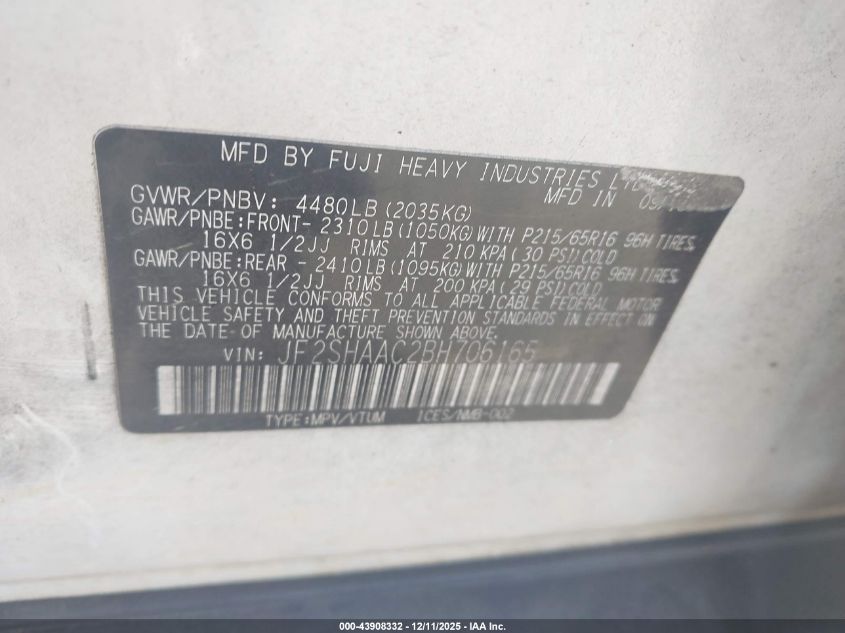 MFD BY FUJI HEAVY INDUSTRIES LTD.
MFD IN 09/
GVWR/PNBV: 4480LB(2035KG)
GAWR/PNBE:FRONT- 2310LB(1050KG)WITH P215/65R16 96H TIRES,
16X6 1/2JJ RIMS AT 210 KPA(30 PSI)COLD
GAWR/PNBE:REAR - 2410LB(1095KG)WITH P215/65R16 96H TIRES,
16X6 1/2JJ RIMS AT 200 KPA(29 PSI)COLD
THIS VEHICLE CONFORMS TO ALL APPLICABLE FEDERAL MOTOR
VEHICLE SAFETY AND THEFT PREVENTION STANDARDS IN EFFECT ON
THE DATE OF MANUFACTURE SHOWN ABOVE.
VIN: JF2SHAAC2BH706165
TYPE:MPV/VTUM ICES/NMB-002
000-43908332 - 12/11/2025 - IAA Inc.